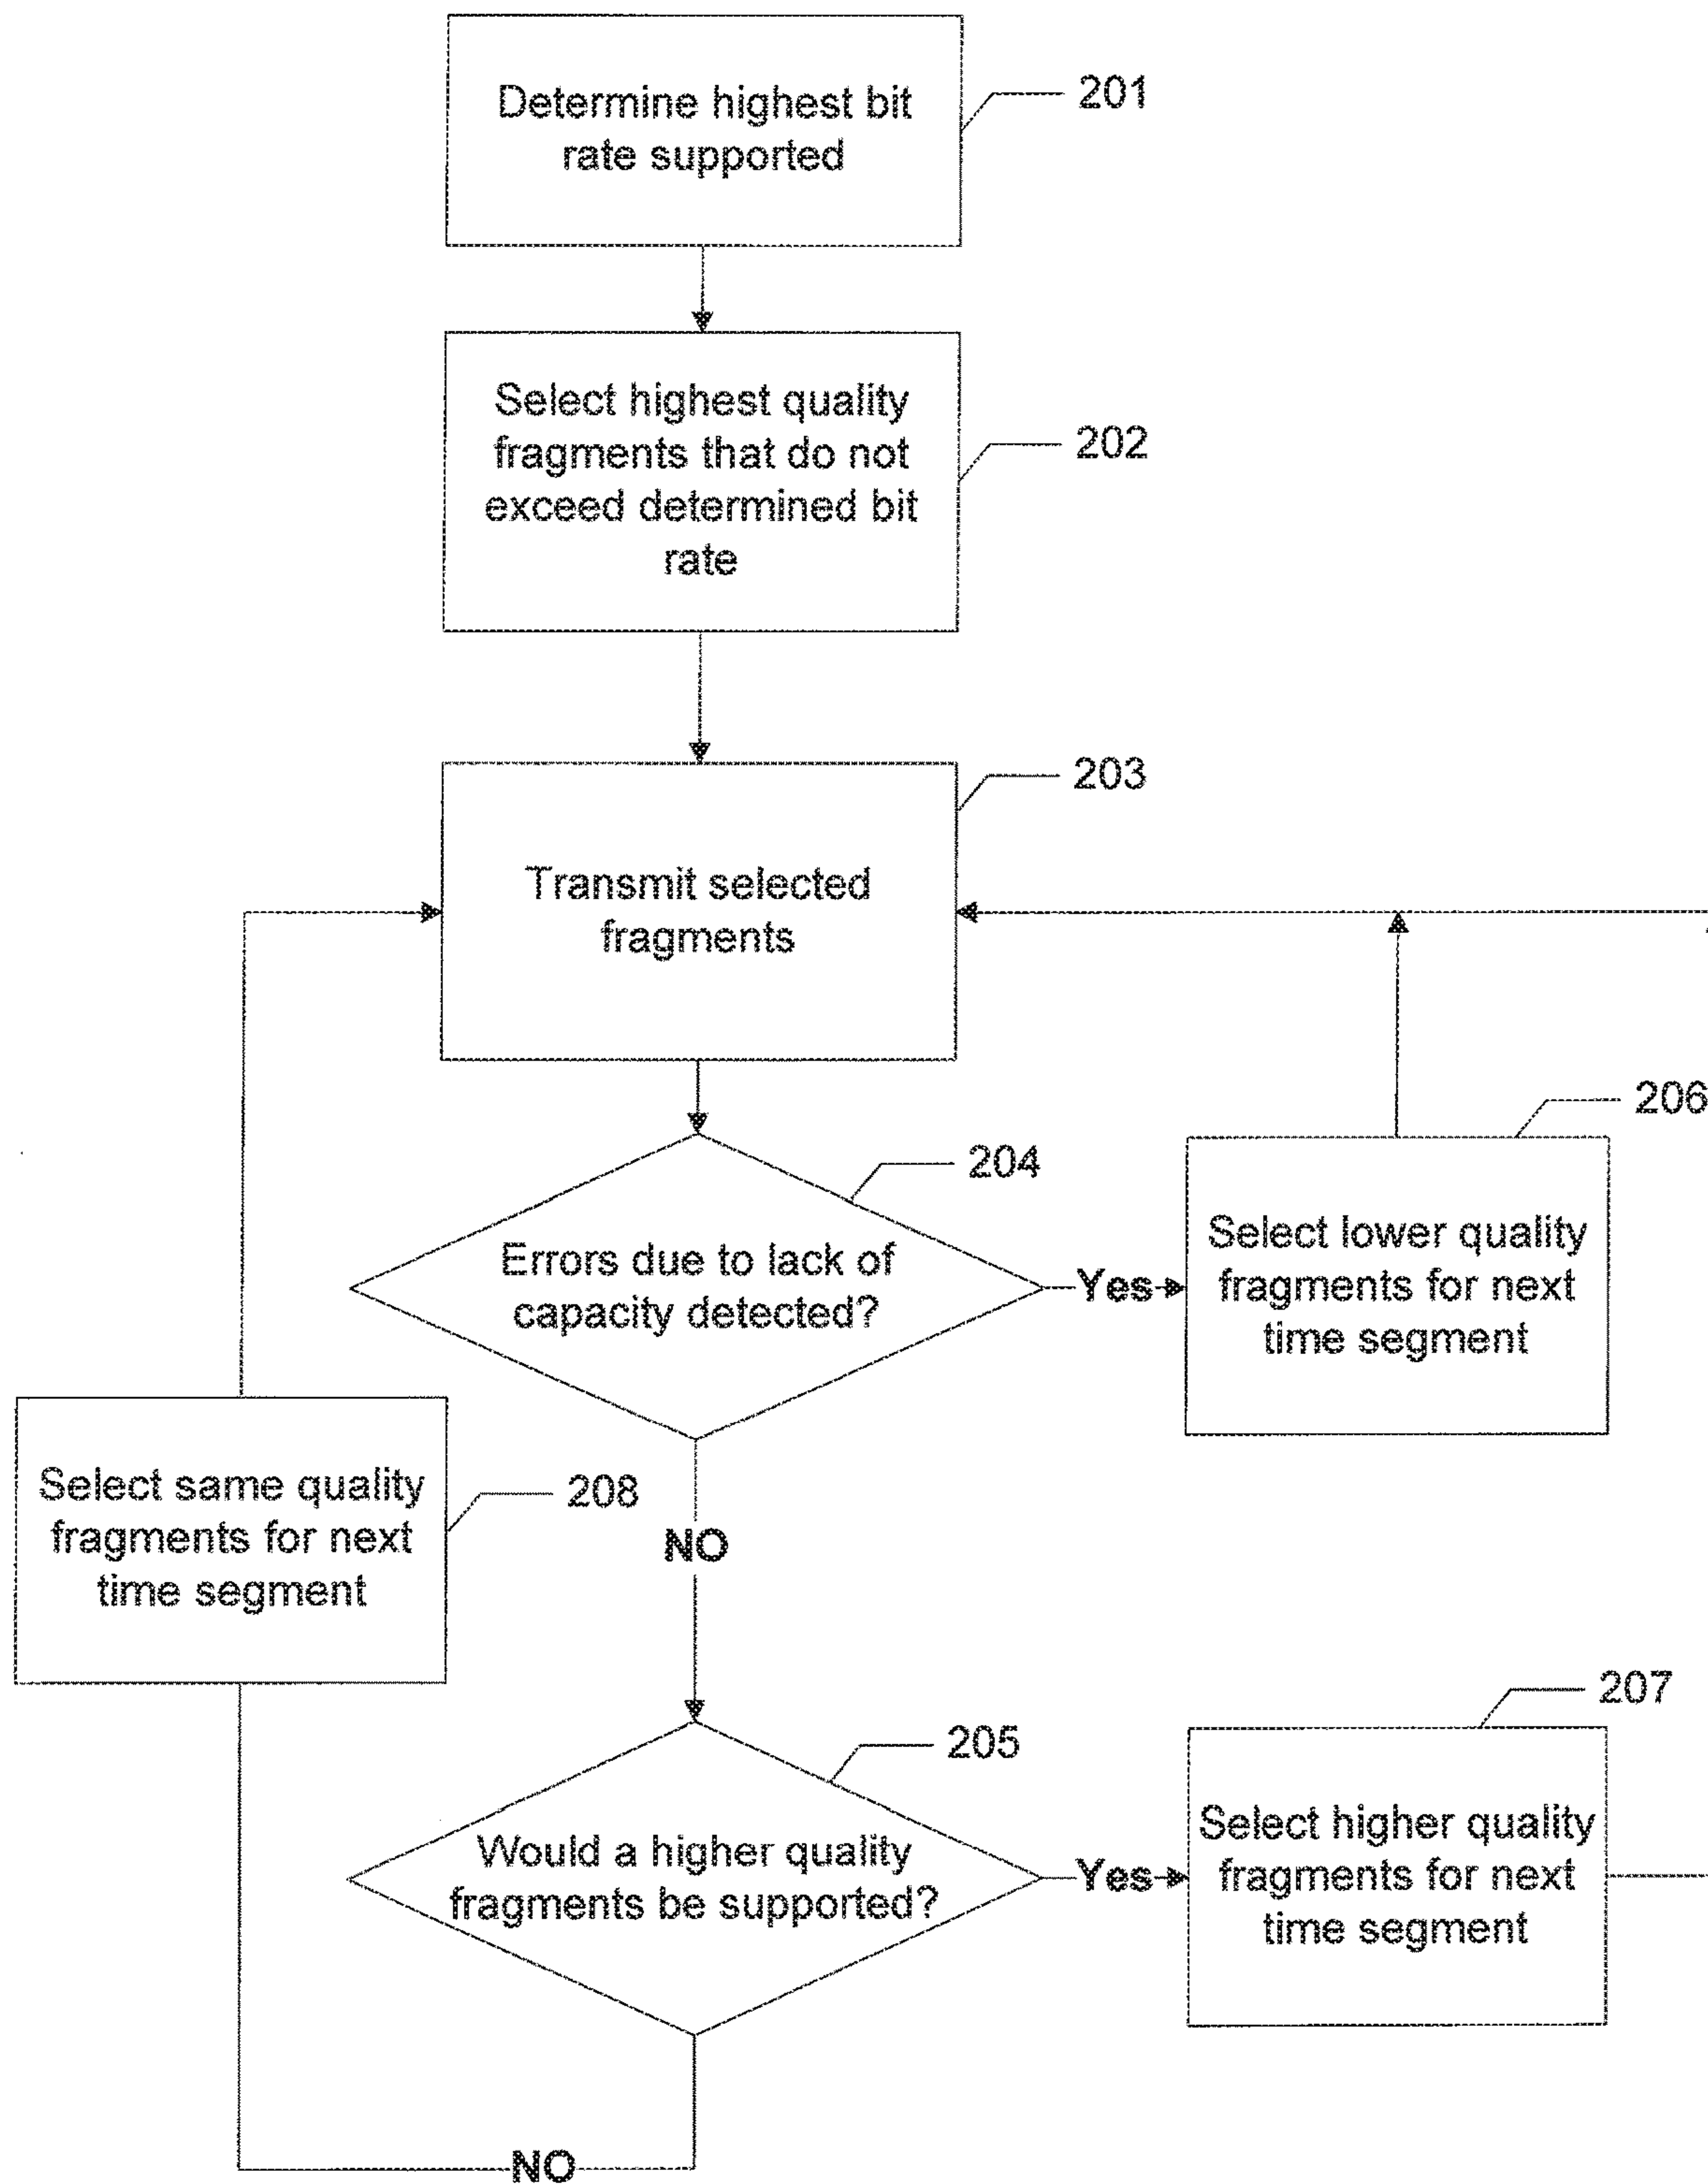 Determine highest bit
rate supported
201
Select highest quality
fragments that do not
exceed determined bit
rate
202
Transmit selected
fragments
203
Errors due to lack of
capacity detected?
204
Yes
Select lower quality
fragments for next
time segment
206
NO
Select same quality
fragments for next
time segment
208
Would a higher quality
fragments be supported?
205
Yes
Select higher quality
fragments for next
time segment
207
NO